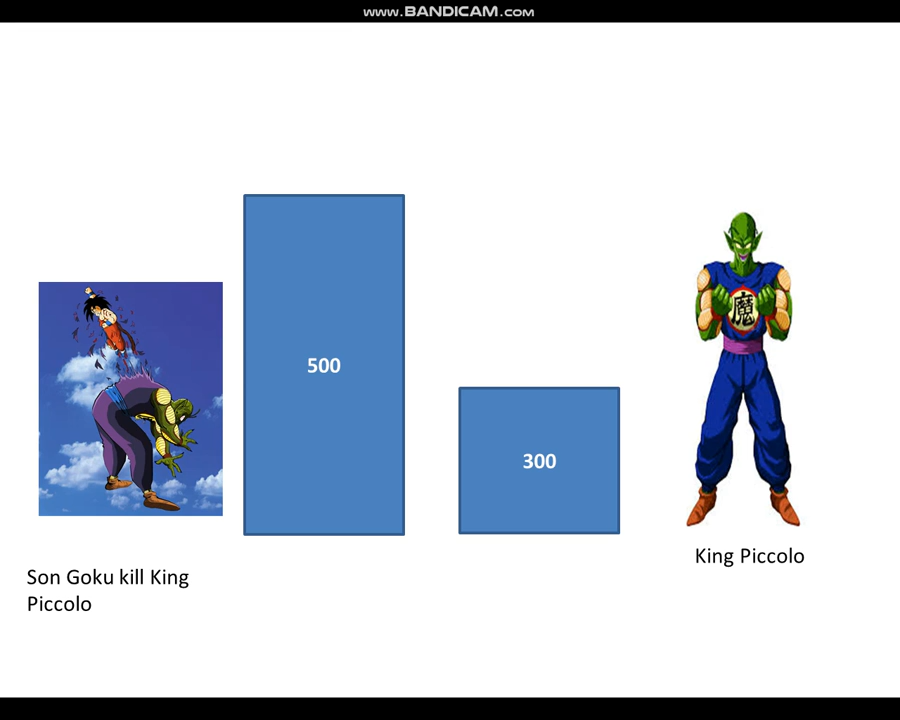 www.BANDICAM.com
500
300
魔
King Piccolo
Son Goku kill King
Piccolo